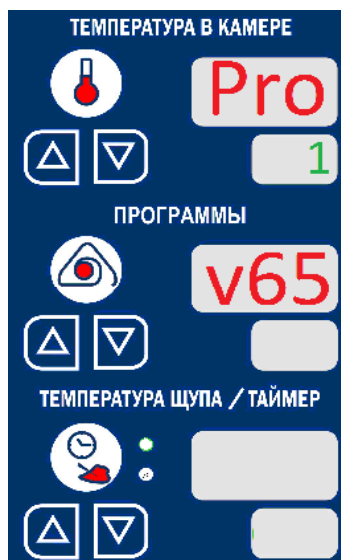 ТЕМПЕРАТУРА В КАМЕРЕ
Pro
1
ПРОГРАММЫ
v65
ТЕМПЕРАТУРА ЩУПА / ТАЙМЕР